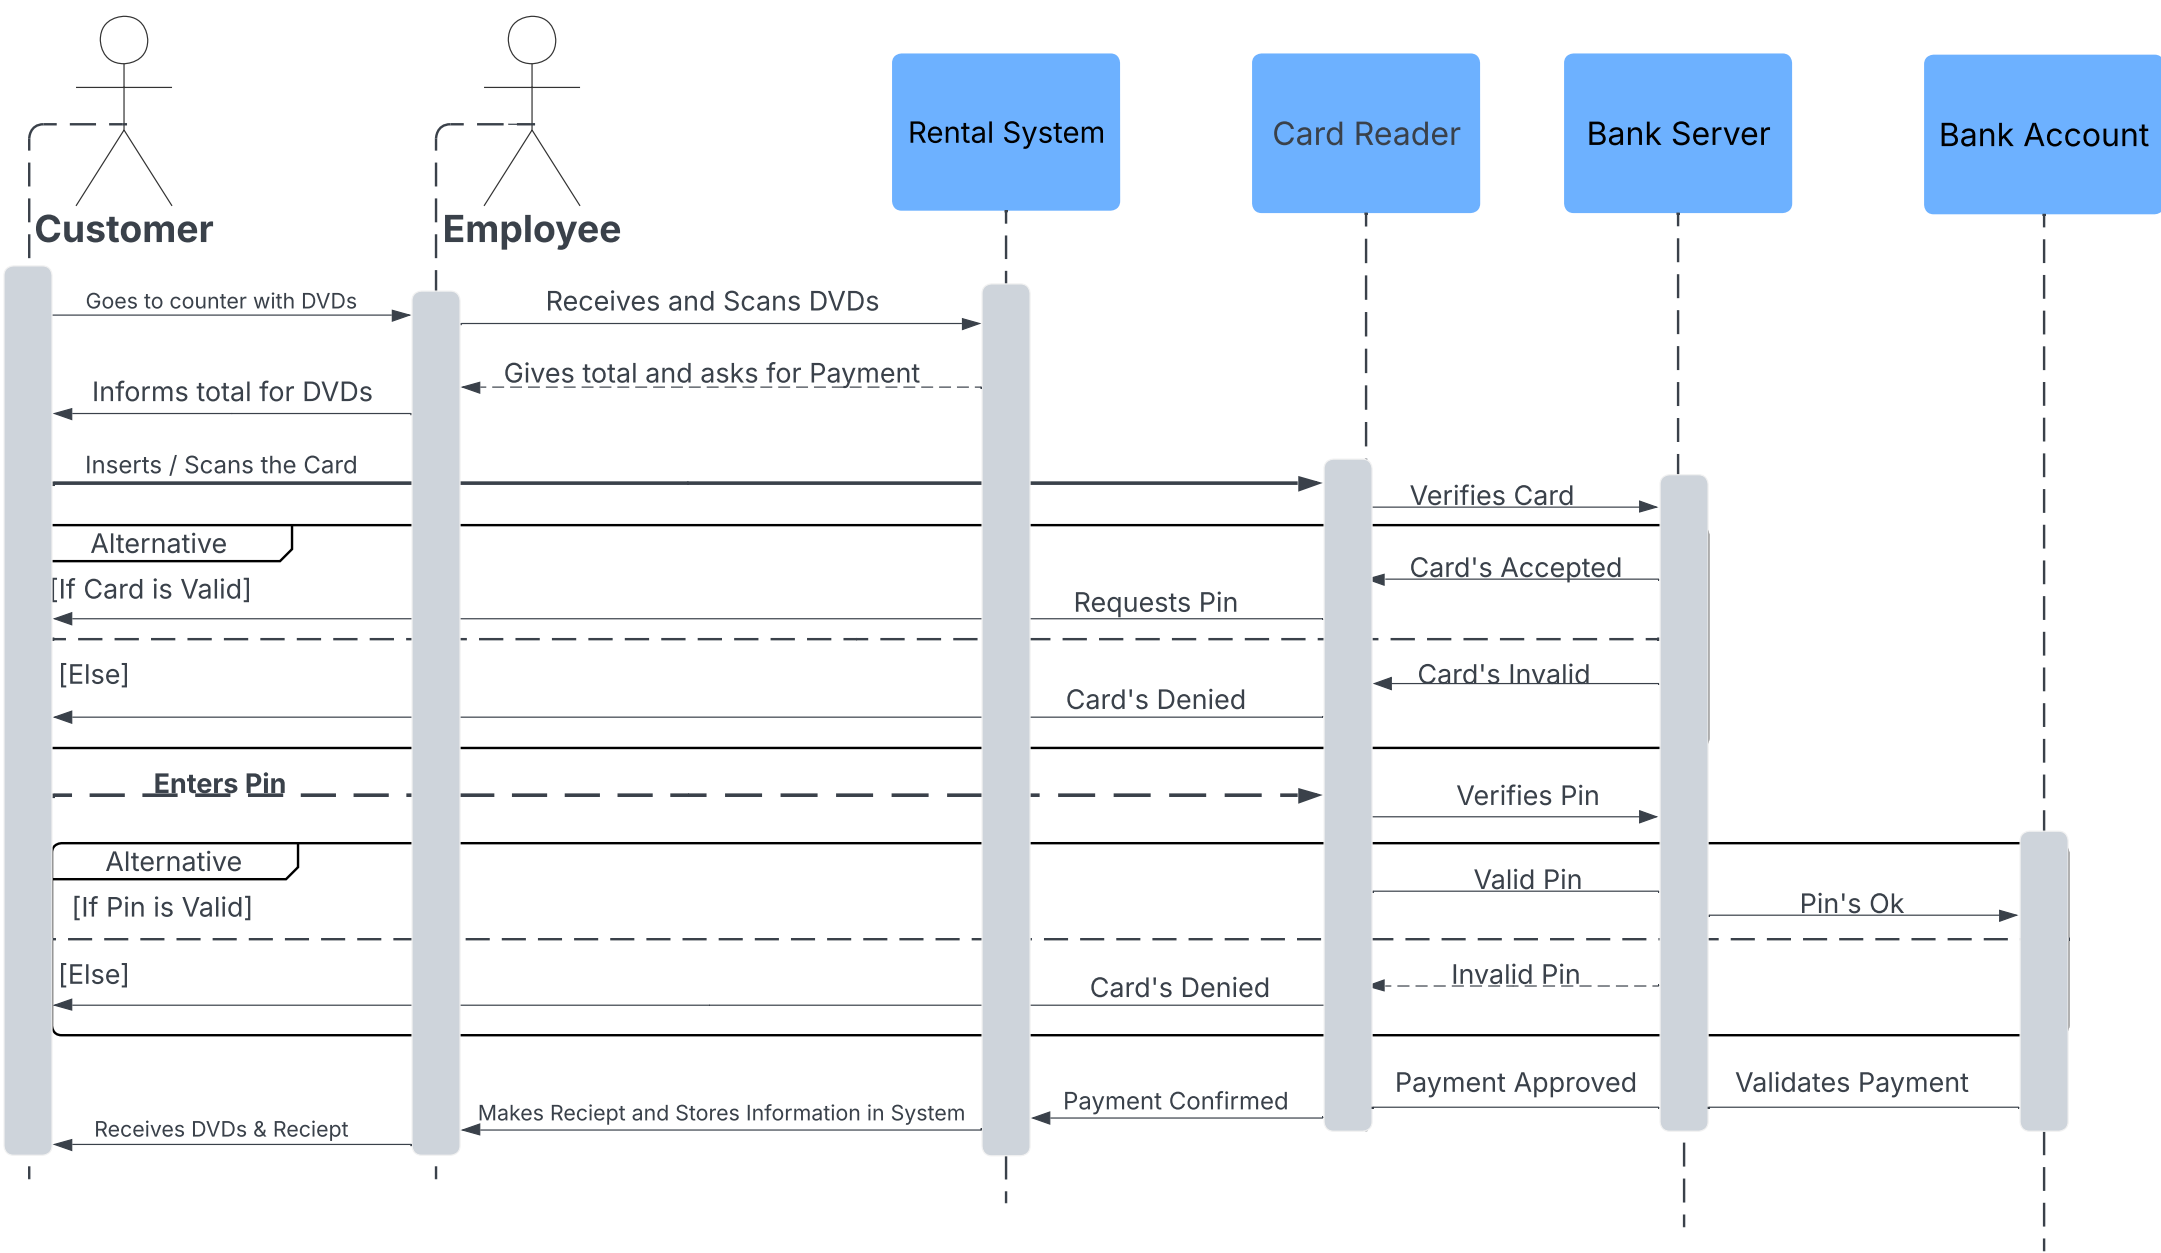 Rental System
Card Reader
Bank Server
Bank Account
Customer
Employee
Goes to counter with DVDs
Receives and Scans DVDs
Gives total and asks for Payment
Informs total for DVDs
Inserts / Scans the Card
Verifies Card
Alternative
Card's Accepted
[If Card is Valid]
Requests Pin
[Else]
Card's Invalid
Card's Denied
Enters Pin
Verifies Pin
Alternative
Valid Pin
[If Pin is Valid]
Pin's Ok
[Else]
Invalid Pin
Card's Denied
Payment Approved
Validates Payment
Payment Confirmed
Makes Reciept and Stores Information in System
Receives DVDs & Reciept